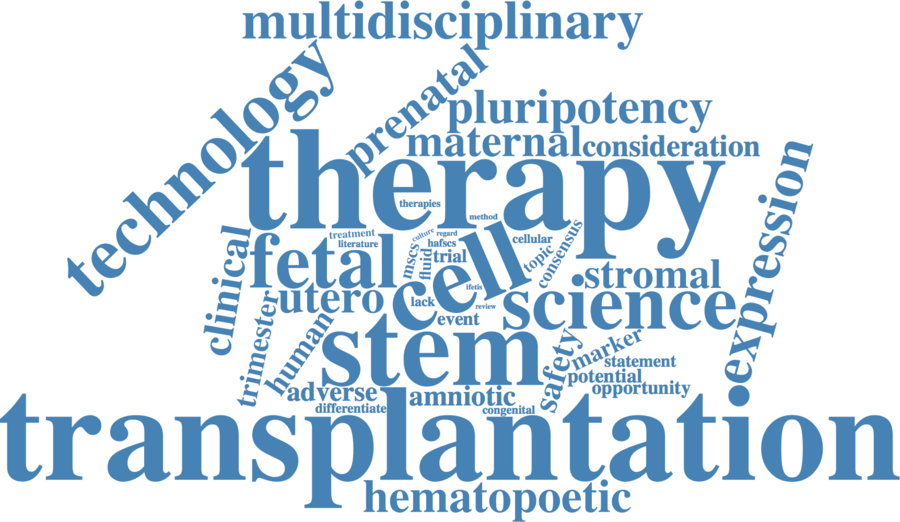 multidisciplinary
technology
prenatal
pluripotency
maternal
consideration
therapy
therapies
method
expression
clinical
treatment
literature
culture
regard
hafscs
mscs
fluid
trial
cellular
topic
consensus
fetal
cell
stromal
utero
lack
ifetis
review
event
science
trimester
human
stem
safety
marker
statement
potential
opportunity
adverse
differentiate
amniotic
congenital
transplantation
hematopoetic